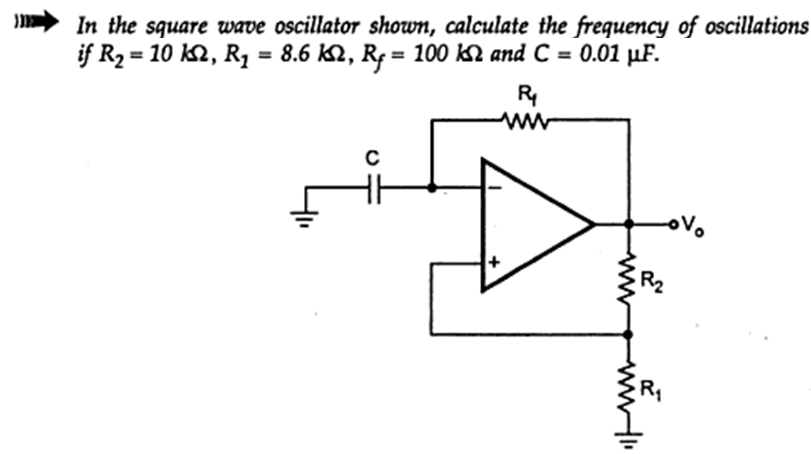 In the square wave oscillator shown, calculate the frequency of oscillations
if R₂ = 10 kΩ, R₁ = 8.6 kΩ, R_f = 100 kΩ and C = 0.01 μF.
R_f
C
−
+
V₀
R₂
R₁